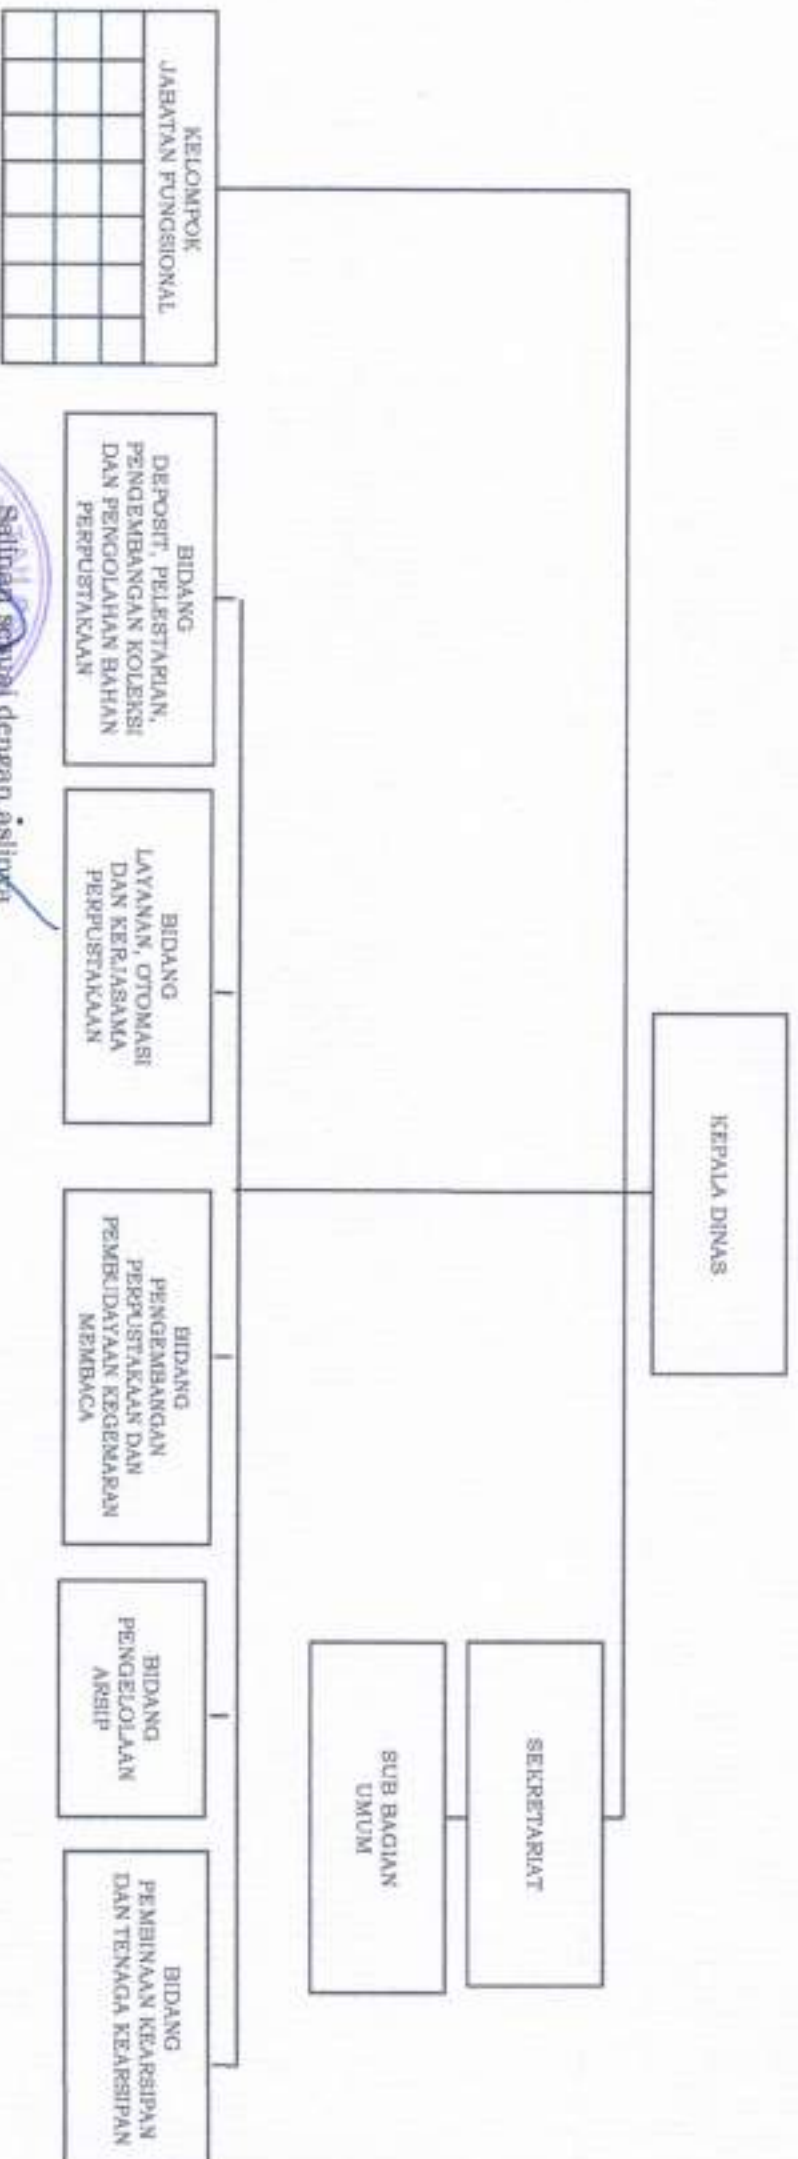 KEPALA DINAS
SEKRETARIAT
SUB BAGIAN
UMUM
KELOMPOK
JABATAN FUNGSIONAL
BIDANG
DEPOSIT, PELESTARIAN,
PENGEMBANGAN KOLEKSI
DAN PENGOLAHAN BAHAN
PERPUSTAKAAN
BIDANG
LAYANAN, OTOMASI
DAN KERJASAMA
PERPUSTAKAAN
BIDANG
PENGEMBANGAN
PERPUSTAKAAN DAN
PEMBUDAYAAN KEGEMARAN
MEMBACA
BIDANG
PENGELOLAAN
ARSIP
BIDANG
PEMBINAAN KEARSIPAN
DAN TENAGA KEARSIPAN
Salinan sesuai dengan aslinya